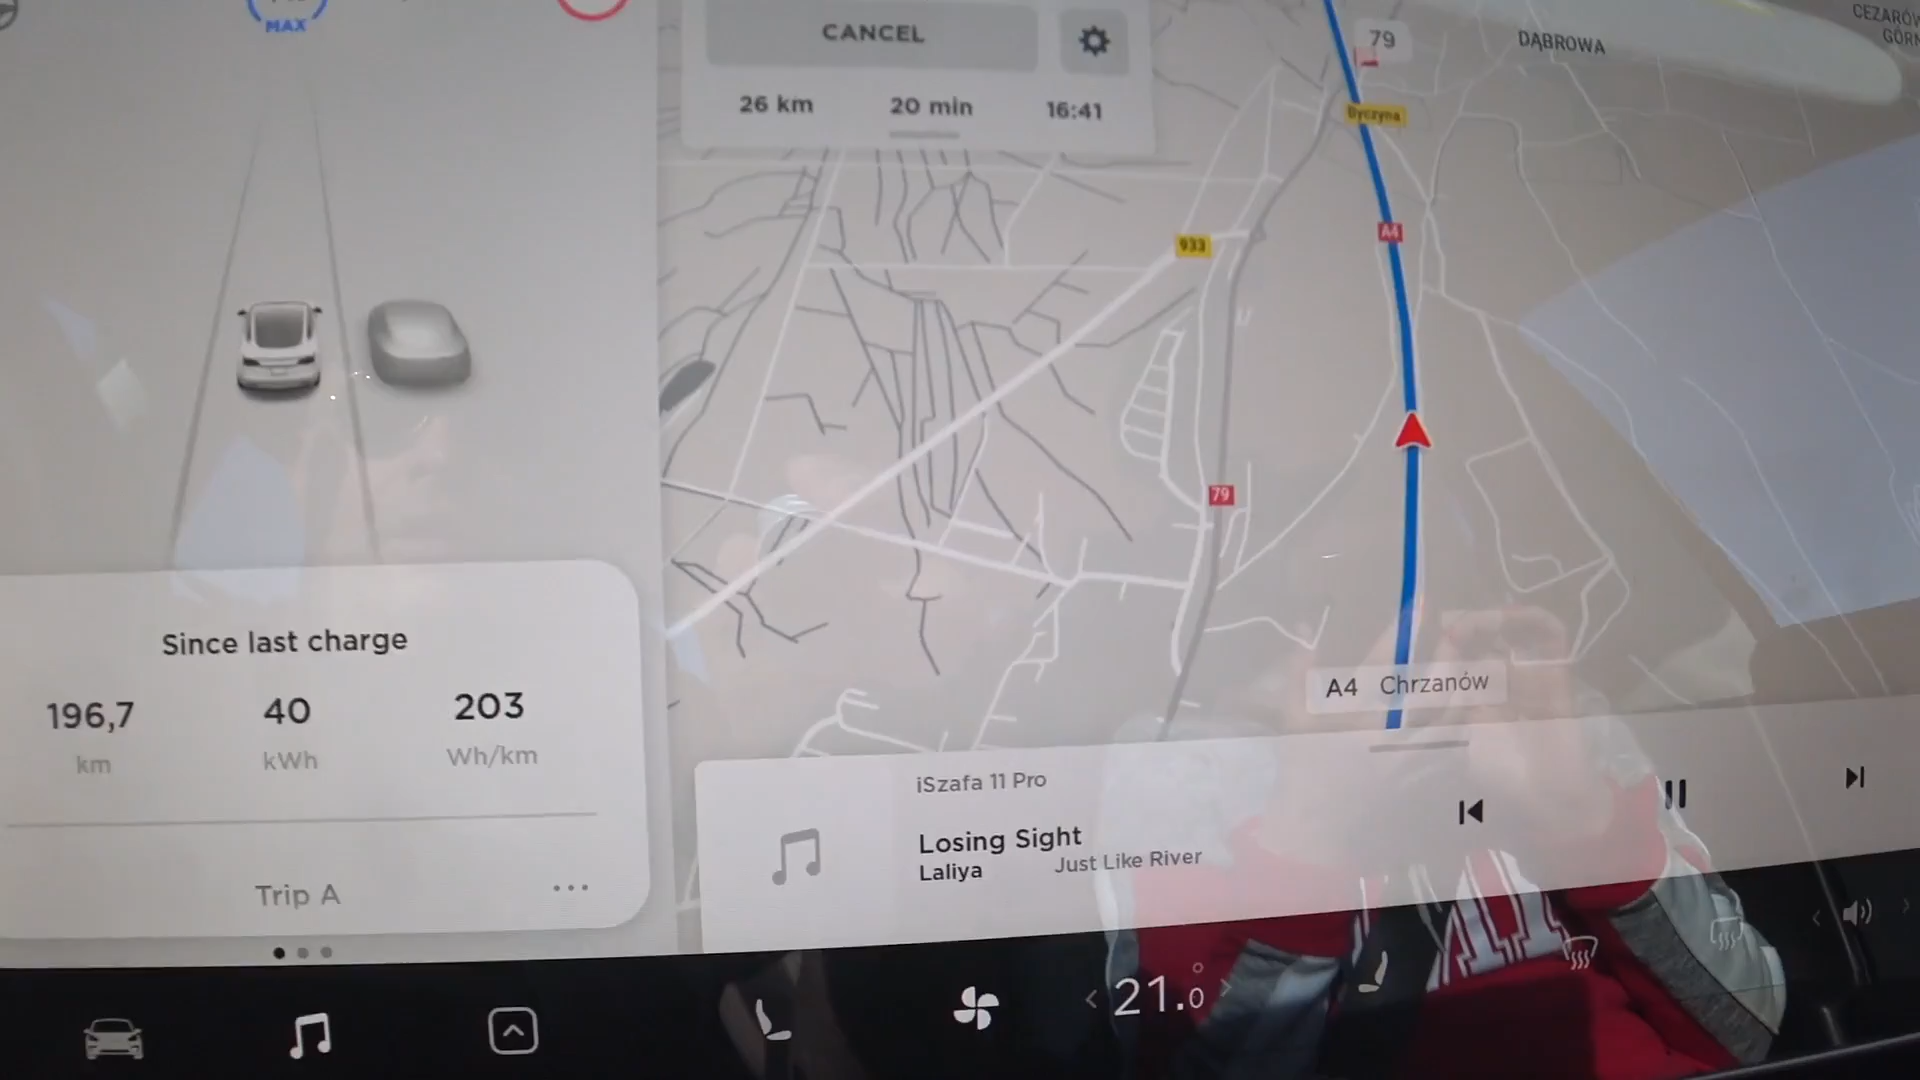 MAX
CANCEL
26 km 20 min 16:41
79
DĄBROWA
Byczyna
A4
933
79
A4 Chrzanów
Since last charge
196,7 40 203
km kWh Wh/km
Trip A
iSzafa 11 Pro
Losing Sight
Laliya Just Like River
21.0